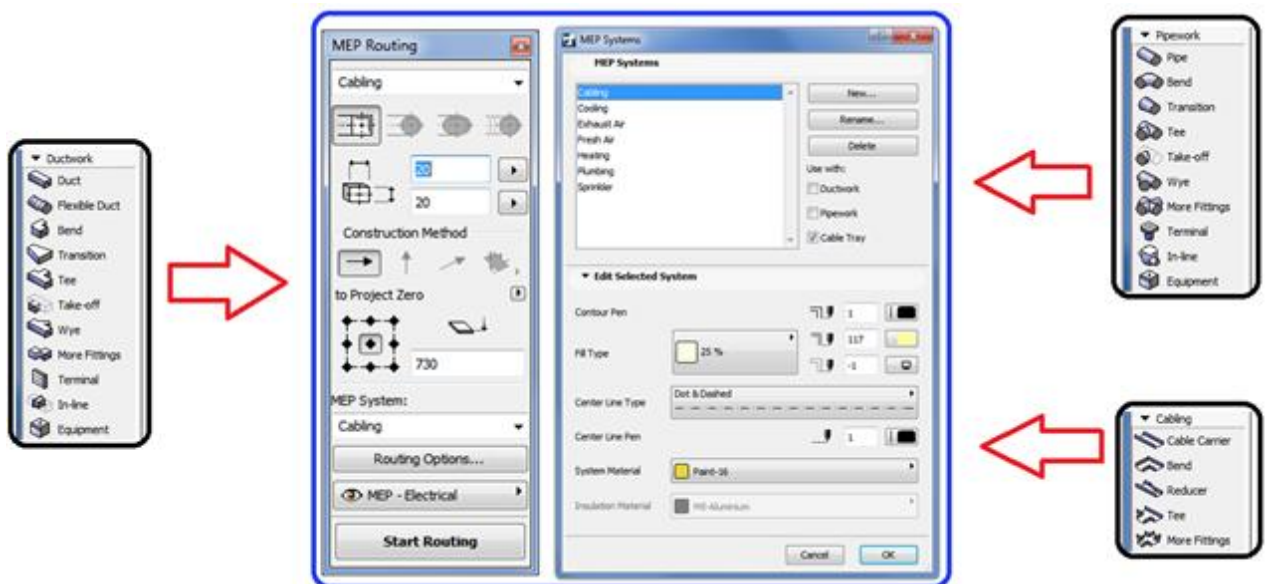 Ductwork
Duct
Flexible Duct
Bend
Transition
Tee
Take-off
Wye
More Fittings
Terminal
In-line
Equipment
MEP Routing
Cabling
20
20
Construction Method
to Project Zero
730
MEP System:
Cabling
Routing Options...
MEP - Electrical
Start Routing
MEP Systems
MEP Systems
Cabling
Cooling
Exhaust Air
Fresh Air
Heating
Plumbing
Sprinkler
New...
Rename...
Delete
Use with:
Ductwork
Pipework
Cable Tray
Edit Selected System
Contour Pen
1
Fill Type
25 %
117
-1
Center Line Type
Dot & Dashed
Center Line Pen
1
System Material
Paint-16
Insulation Material
Aluminium
Cancel
OK
Pipework
Pipe
Bend
Transition
Tee
Take-off
Wye
More Fittings
Terminal
In-line
Equipment
Cabling
Cable Carrier
Bend
Reducer
Tee
More Fittings